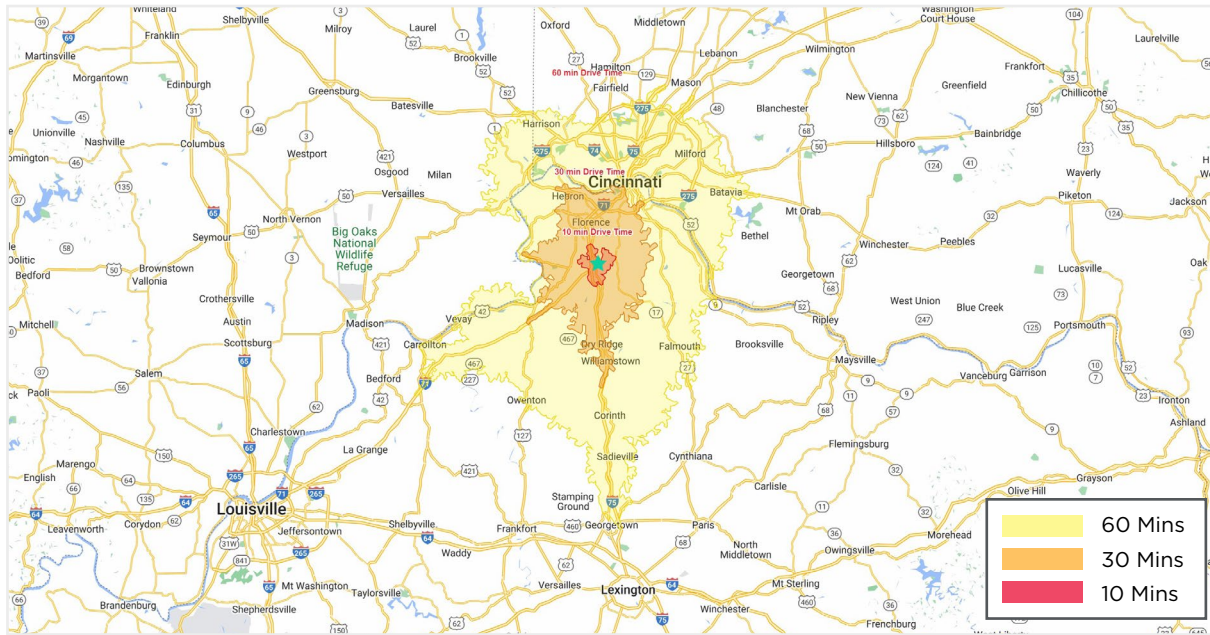 Whiteland
Shelbyville
Connersville
Oxford
Middletown
Washington
Court House
Laurelville
Franklin
Milroy
Laurel
Lebanon
Wilmington
Martinsville
Brookville
Hamilton
Mason
Frankfort
60 min Drive Time
Fairfield
Morgantown
Edinburgh
Greensburg
Batesville
Blanchester
New Vienna
Greenfield
Chillicothe
Harrison
Unionville
Columbus
Bainbridge
Nashville
Westport
Milford
Hillsboro
Osgood
Milan
30 min Drive Time
Cincinnati
Waverly
Versailles
Hebron
Batavia
Piketon
Jackson
North Vernon
Florence
Mt Orab
Seymour
Big Oaks
National
Wildlife
Refuge
10 min Drive Time
Bethel
Winchester
Peebles
Bedford
Brownstown
Vallonia
Georgetown
Lucasville
Oak
Crothersville
West Union
Blue Creek
Mitchell
Austin
Madison
Vevay
Ripley
Portsmouth
Scottsburg
Carrollton
Dry Ridge
Falmouth
Brooksville
Maysville
Williamstown
Salem
Bedford
Vanceburg
Garrison
Paoli
Owenton
Corinth
Ironton
Charlestown
Ashland
La Grange
Flemingsburg
Marengo
Sadieville
Cynthiana
English
Carlisle
Grayson
Stamping
Ground
Olive Hill
Louisville
Shelbyville
Georgetown
Paris
Leavenworth
Corydon
Jeffersontown
Frankfort
Morehead
Waddy
North
Middletown
Owingsville
Mt Washington
Versailles
Lexington
Mt Sterling
Brandenburg
Shepherdsville
Taylorsville
Winchester
Frenchburg
60 Mins
30 Mins
10 Mins